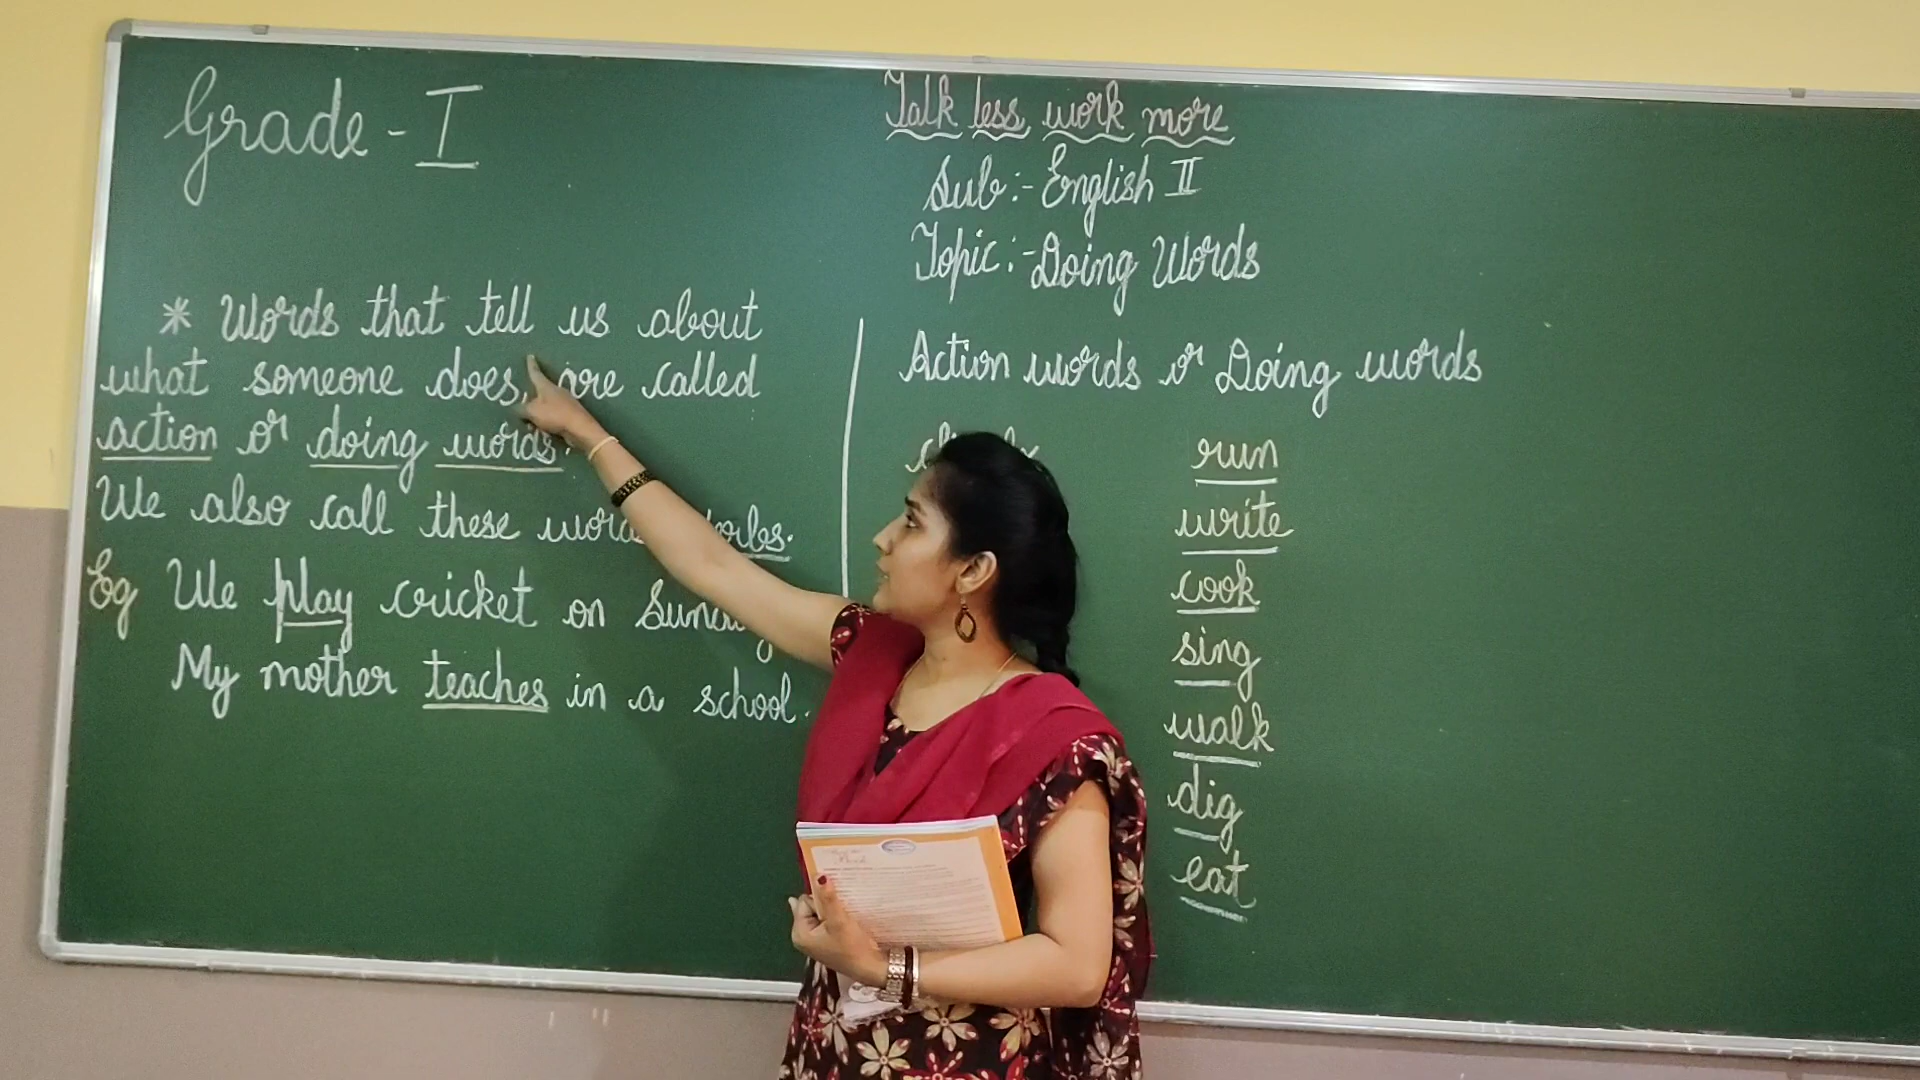 Grade - I
Talk less work more
Sub :- English II
Topic :- Doing Words
* Words that tell us about
what someone does, are called
action or doing words.
We also call these
Eg We play cricket on
My mother teaches in a school.
Action words or Doing words
run
write
cook
sing
walk
dig
eat